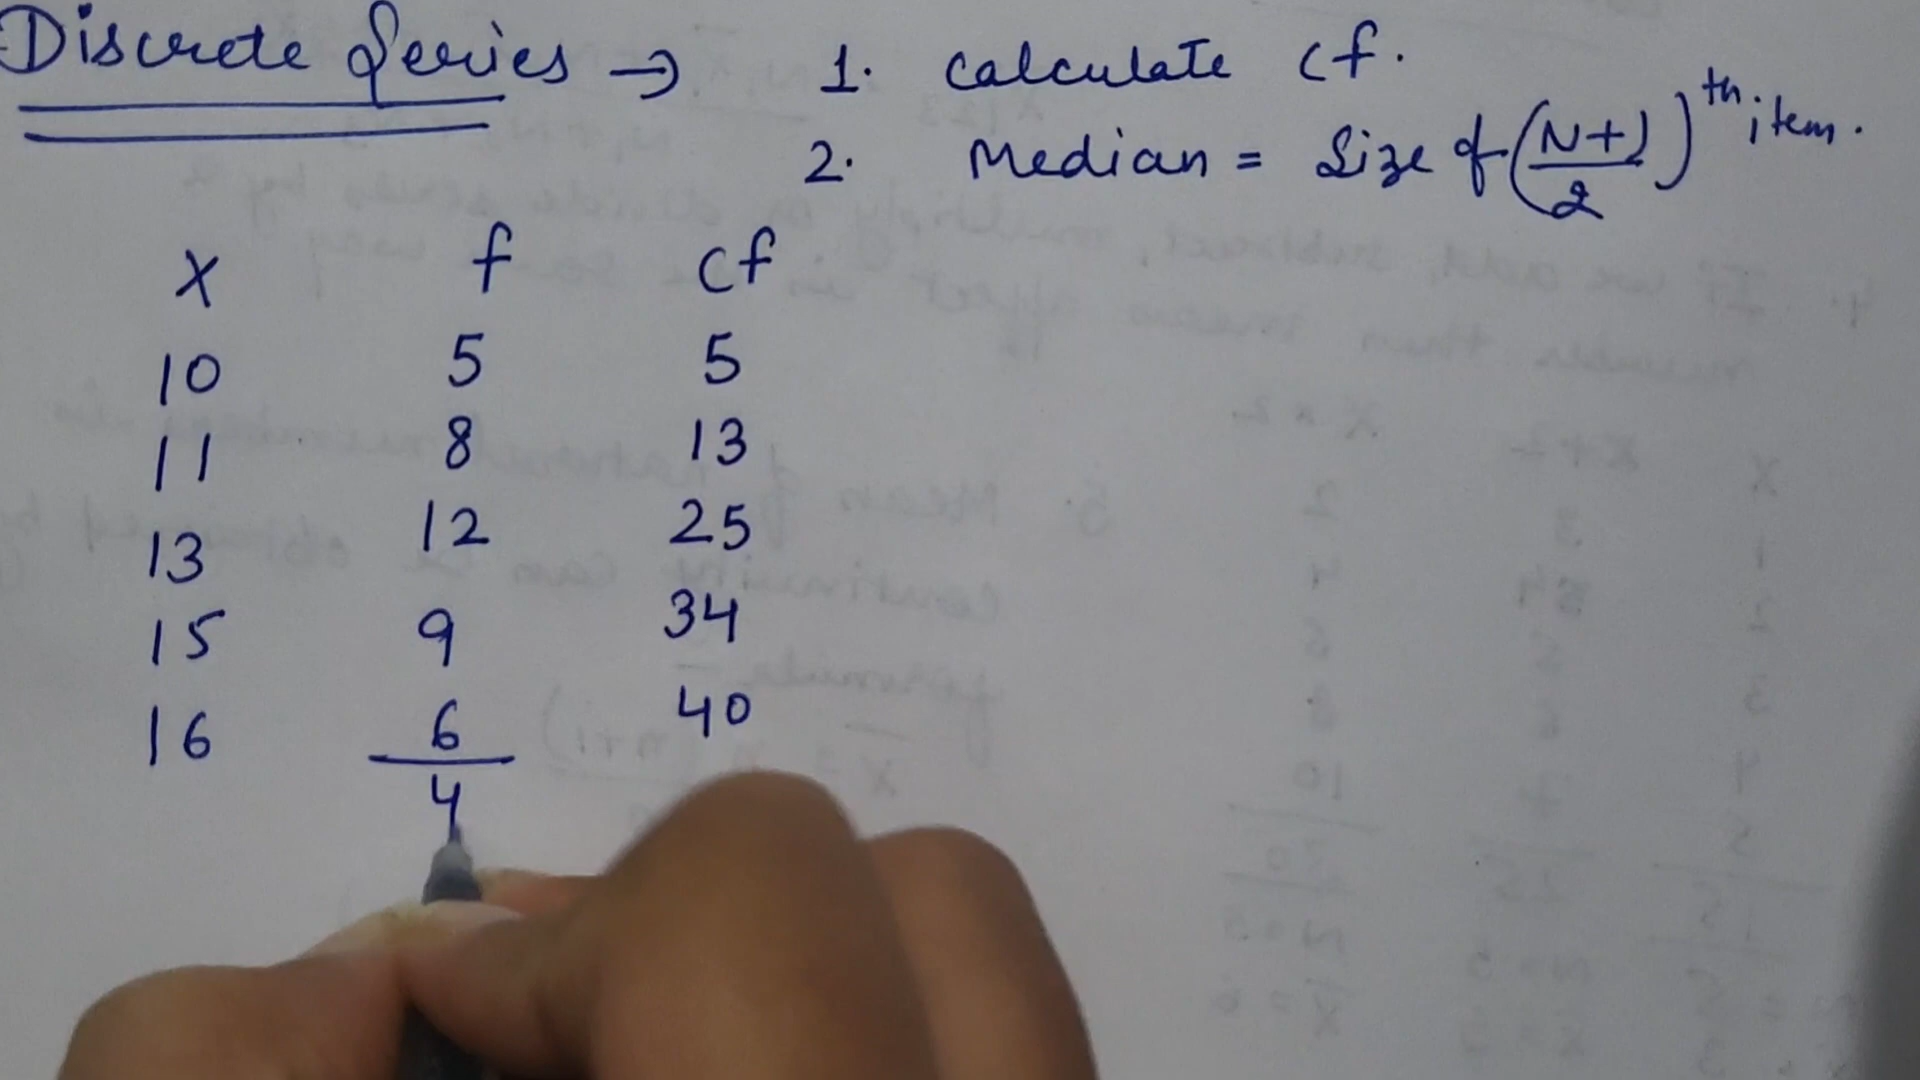 Discrete Series → 1. Calculate cf.
2. Median = Size of (N+1/2)th item.
X f cf
10 5 5
11 8 13
13 12 25
15 9 34
16 6 40
4